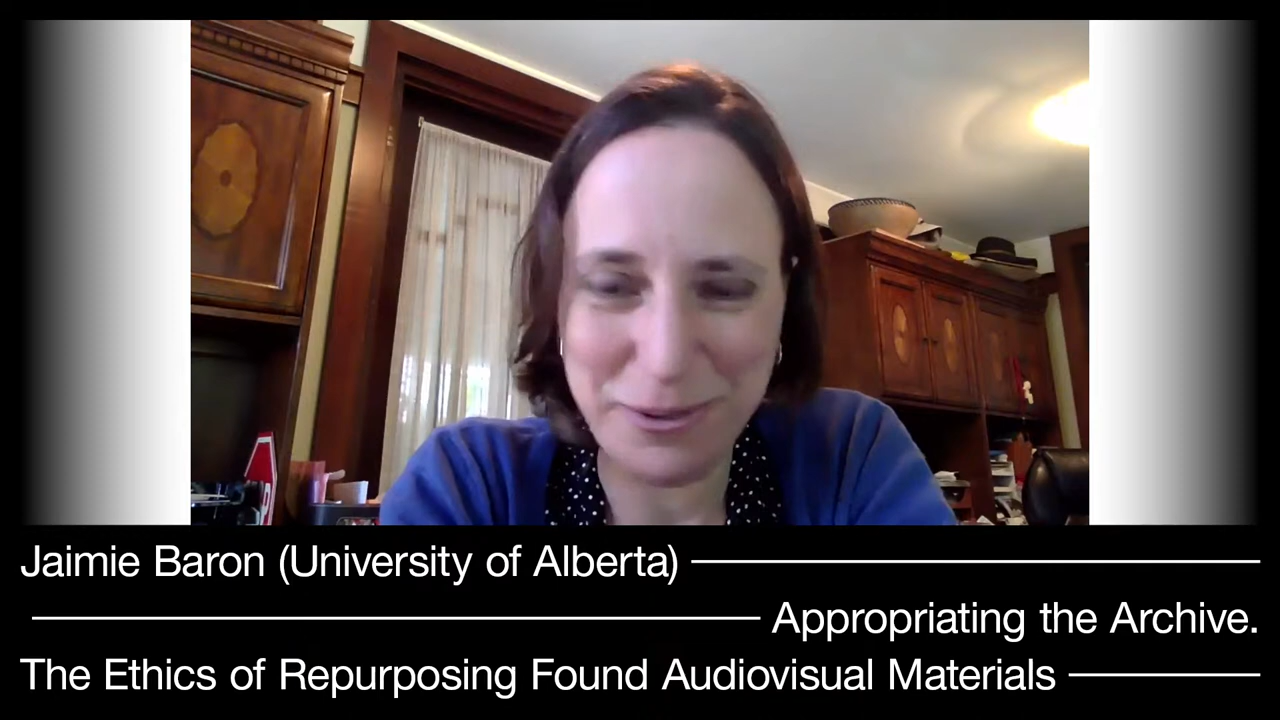 Jaimie Baron (University of Alberta)
Appropriating the Archive.
The Ethics of Repurposing Found Audiovisual Materials